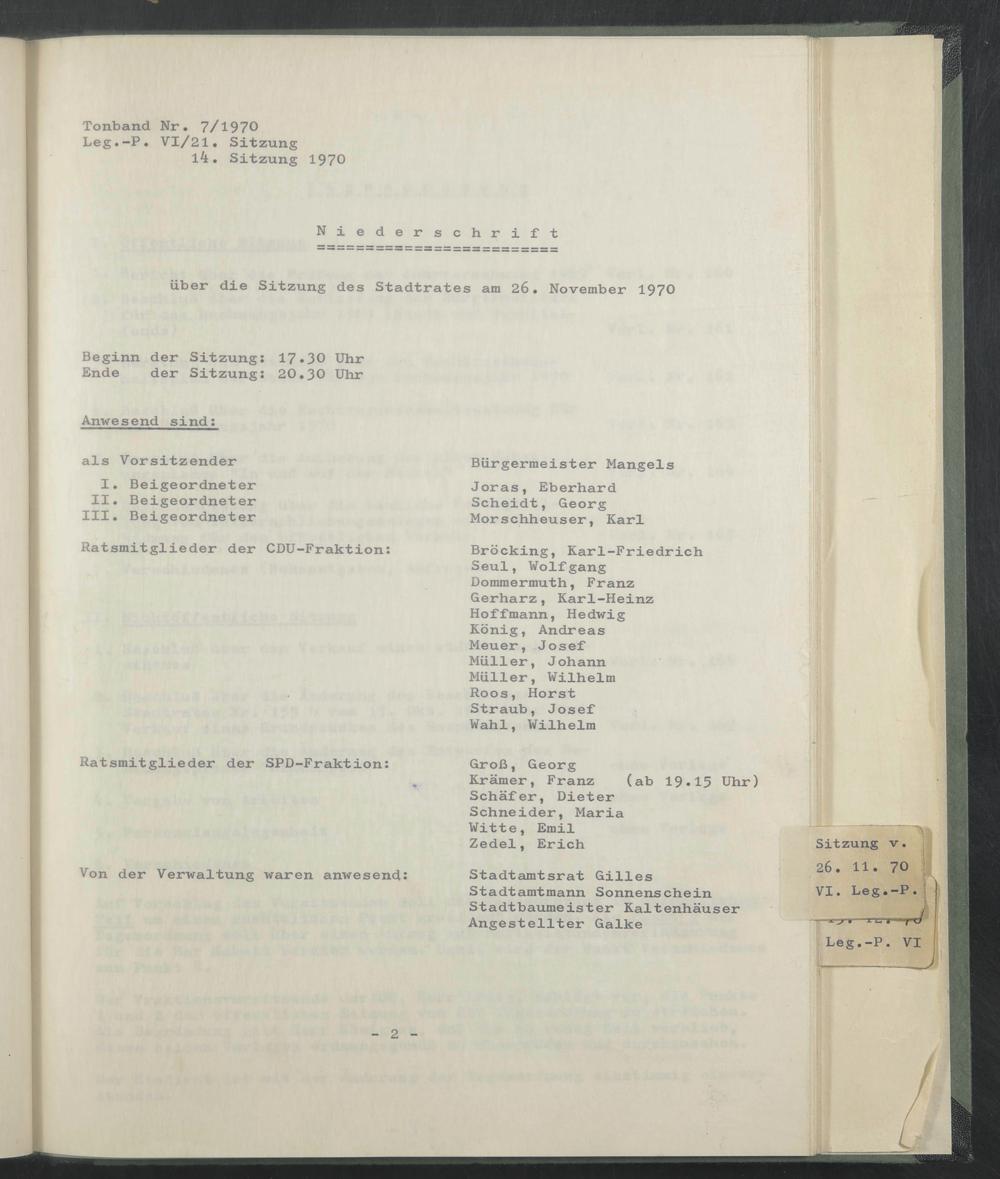 Tonband Nr. 7/1970
Leg.-P. VI/21. Sitzung
14. Sitzung 1970
N i e d e r s c h r i f t
=========================
über die Sitzung des Stadtrates am 26. November 1970
Beginn der Sitzung: 17.30 Uhr
Ende der Sitzung: 20.30 Uhr
Anwesend sind:
als Vorsitzender Bürgermeister Mangels
I. Beigeordneter Joras, Eberhard
II. Beigeordneter Scheidt, Georg
III. Beigeordneter Morschheuser, Karl
Ratsmitglieder der CDU-Fraktion: Bröcking, Karl-Friedrich
Seul, Wolfgang
Dommermuth, Franz
Gerharz, Karl-Heinz
Hoffmann, Hedwig
König, Andreas
Meuer, Josef
Müller, Johann
Müller, Wilhelm
Roos, Horst
Straub, Josef
Wahl, Wilhelm
Ratsmitglieder der SPD-Fraktion: Groß, Georg
Krämer, Franz (ab 19.15 Uhr)
Schäfer, Dieter
Schneider, Maria
Witte, Emil
Zedel, Erich
Von der Verwaltung waren anwesend: Stadtamtsrat Gilles
Stadtamtmann Sonnenschein
Stadtbaumeister Kaltenhäuser
Angestellter Galke
- 2 -
Sitzung v.
26. 11. 70
VI. Leg.-P.
Leg.-P. VI